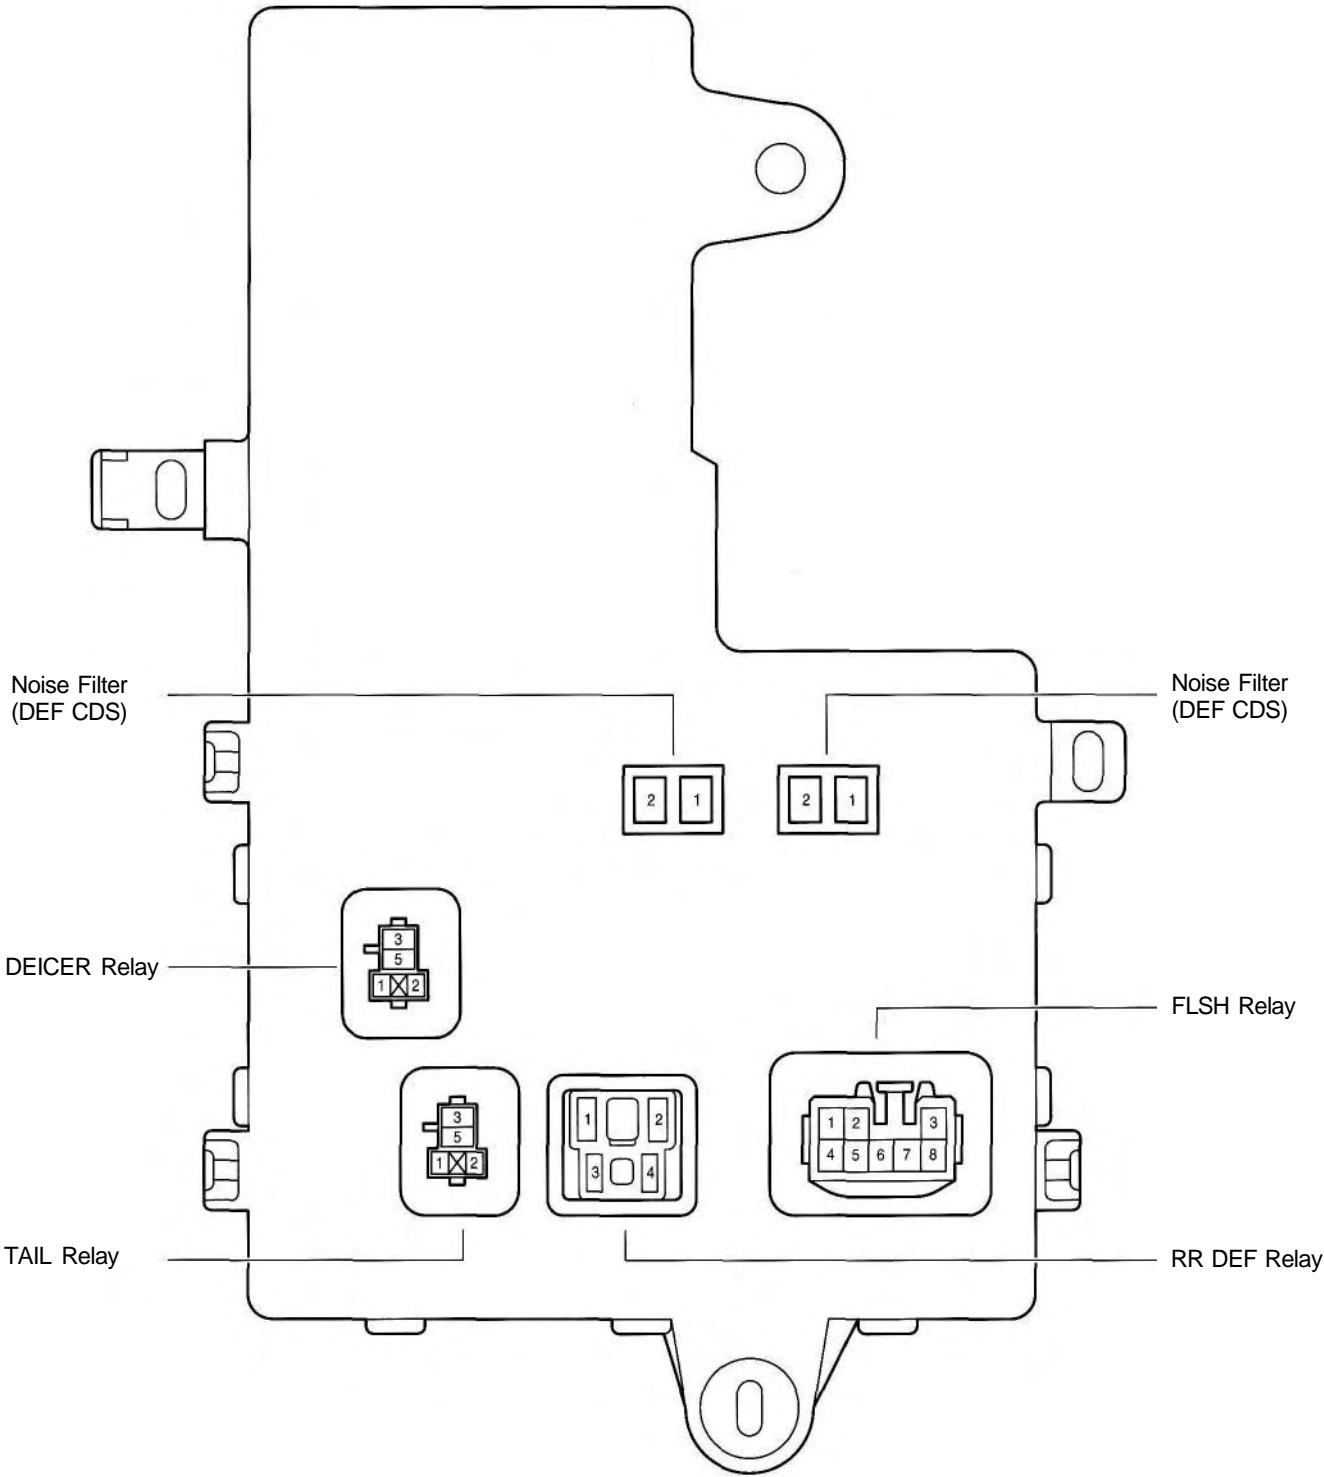 Noise Filter
(DEF CDS)
Noise Filter
(DEF CDS)
2 1
2 1
3
5
1 2
DEICER Relay
FLSH Relay
3
5
1 2
1 2
3 4
1 2 3
4 5 6 7 8
TAIL Relay
RR DEF Relay